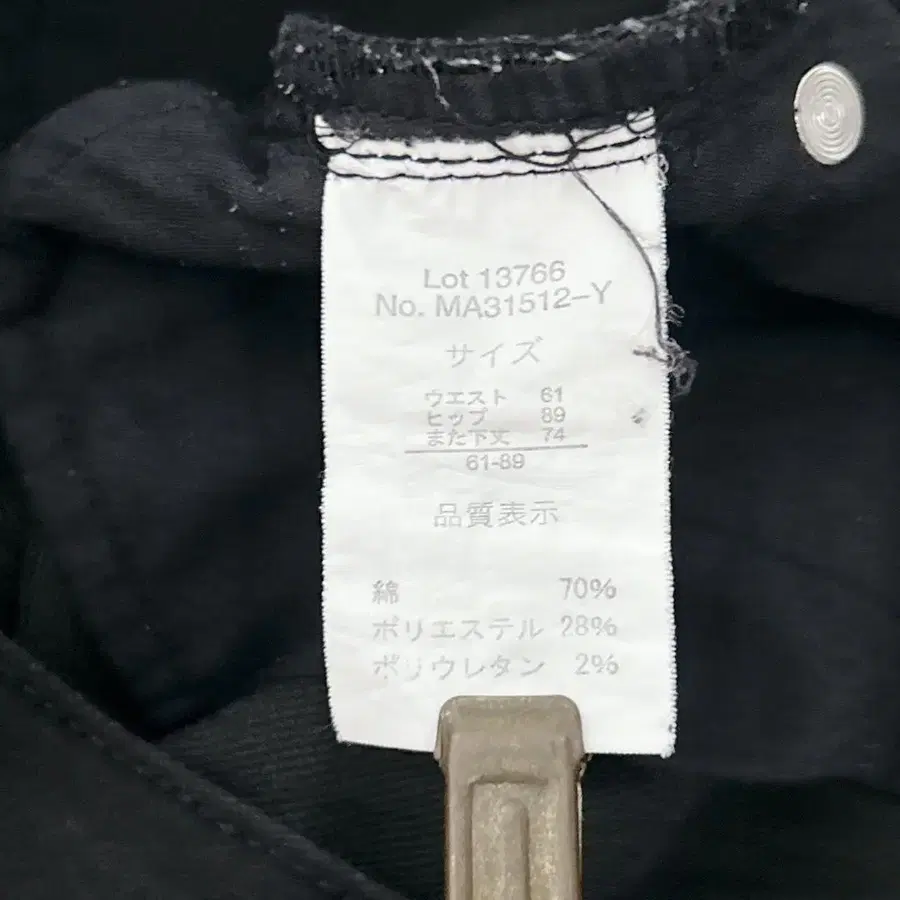 Lot 13766
No. MA31512-Y
サイズ
ウエスト 61
ヒップ 89
また下丈 74
61-89
品質表示
綿 70%
ポリエステル 28%
ポリウレタン 2%